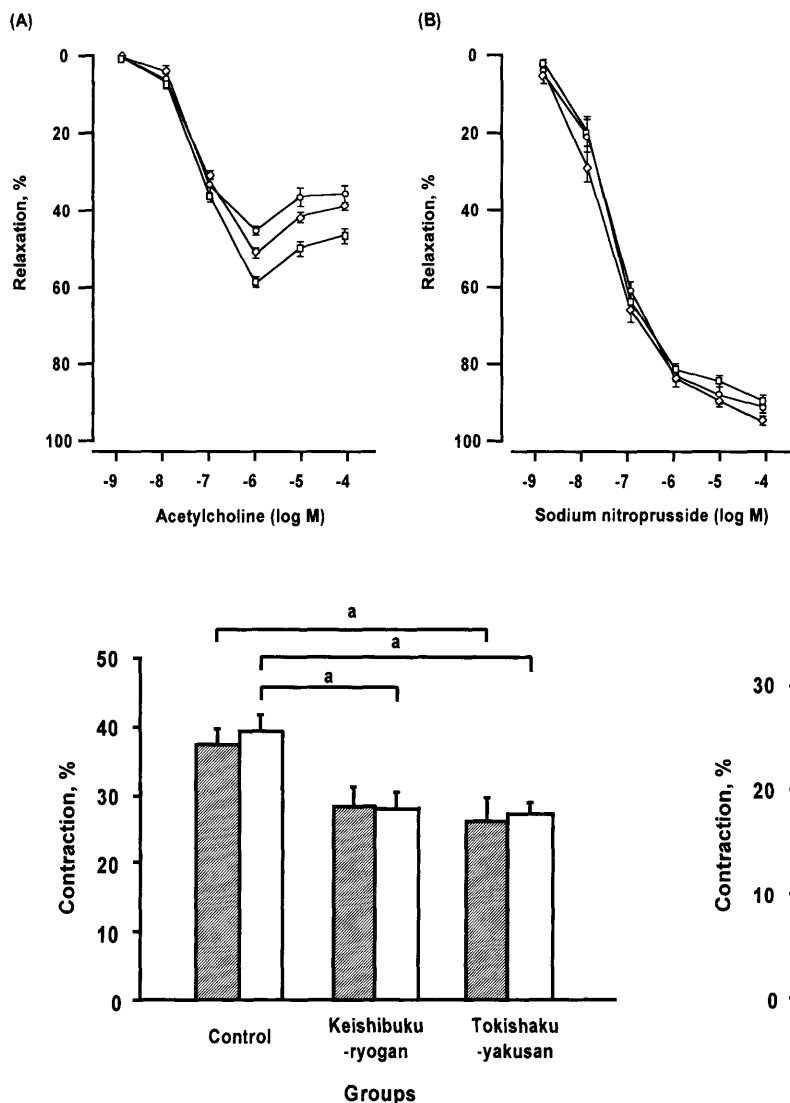 (A)
Relaxation, %
0
20
40
60
80
100
-9 -8 -7 -6 -5 -4
Acetylcholine (log M)
(B)
Relaxation, %
0
20
40
60
80
100
-9 -8 -7 -6 -5 -4
Sodium nitroprusside (log M)
a
a
a
Contraction, %
50
40
30
20
10
0
Control
Keishibuku
-ryogan
Tokishaku
-yakusan
Groups
Contraction, %
30
20
10
0